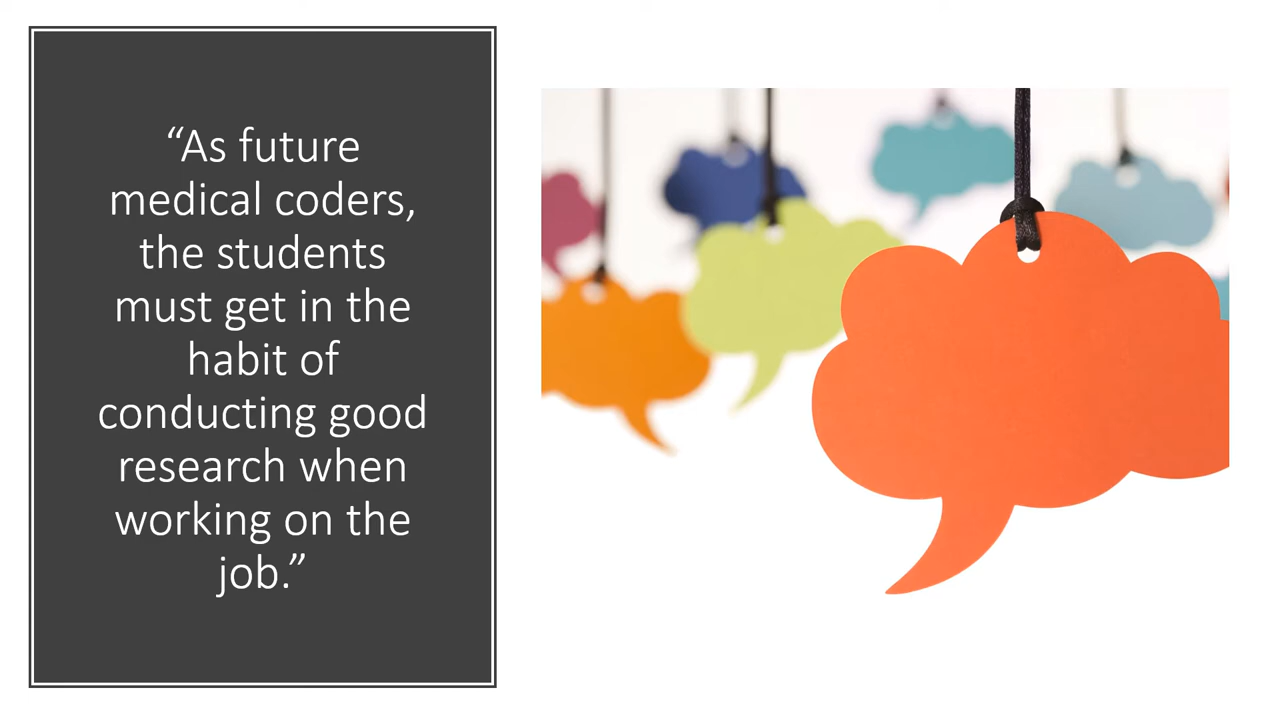 “As future
medical coders,
the students
must get in the
habit of
conducting good
research when
working on the
job.”